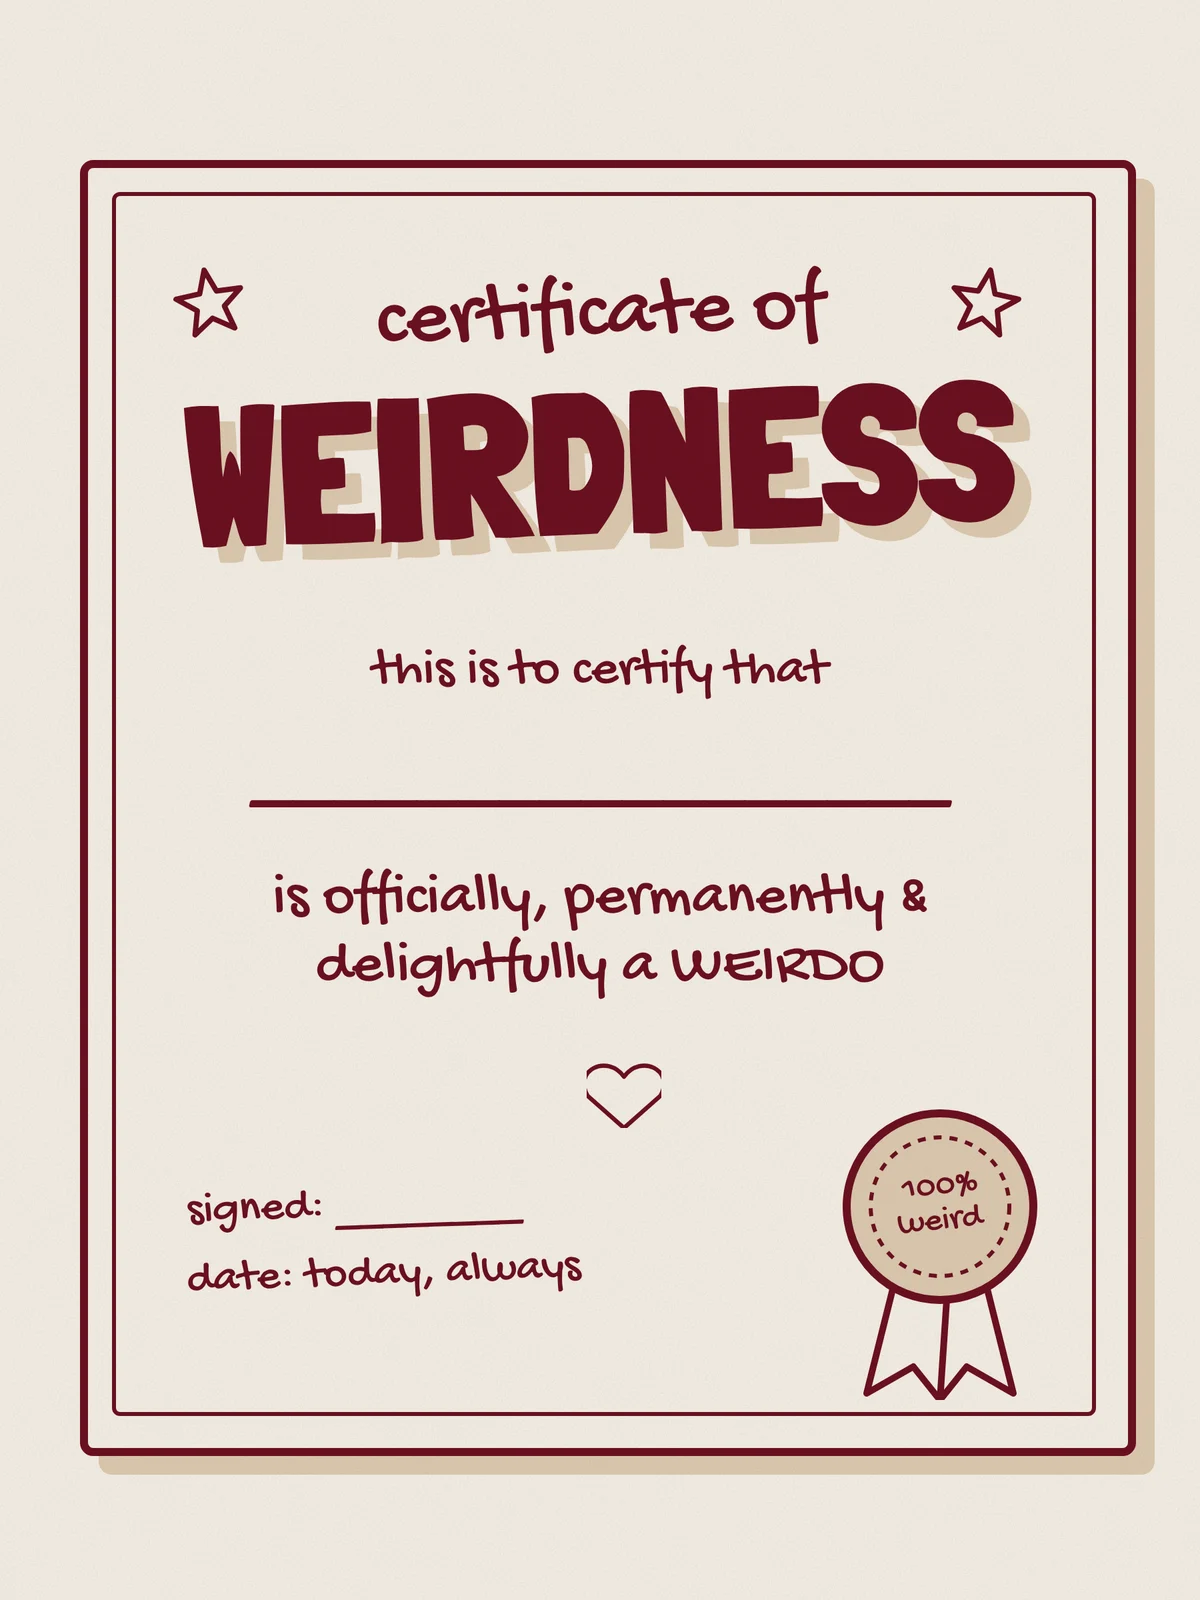 certificate of
WEIRDNESS
this is to certify that
is officially, permanently &
delightfully a WEIRDO
signed:
date: today, always
100%
weird